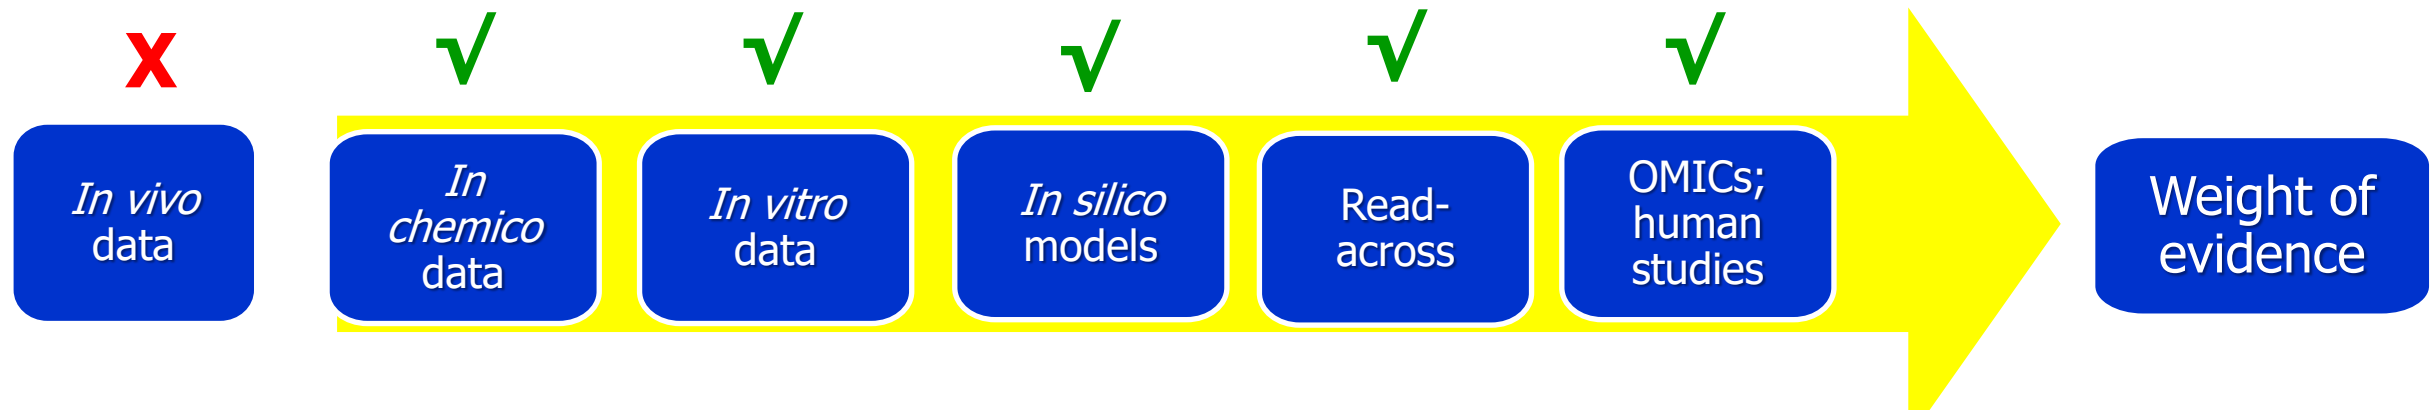 X √ √ √ √ √
In vivo
data
In
chemico
data
In vitro
data
In silico
models
Read-
across
OMICs;
human
studies
Weight of
evidence